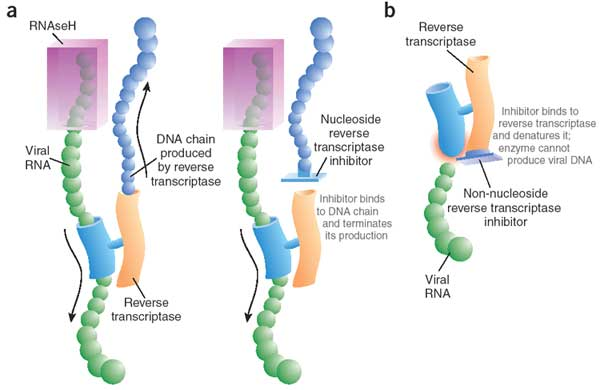 a
RNAseH
Viral
RNA
DNA chain
produced
by reverse
transcriptase
Reverse
transcriptase
Nucleoside
reverse
transcriptase
inhibitor
Inhibitor binds
to DNA chain
and terminates
its production
b
Reverse
transcriptase
Inhibitor binds to
reverse transcriptase
and denatures it;
enzyme cannot
produce viral DNA
Non-nucleoside
reverse transcriptase
inhibitor
Viral
RNA